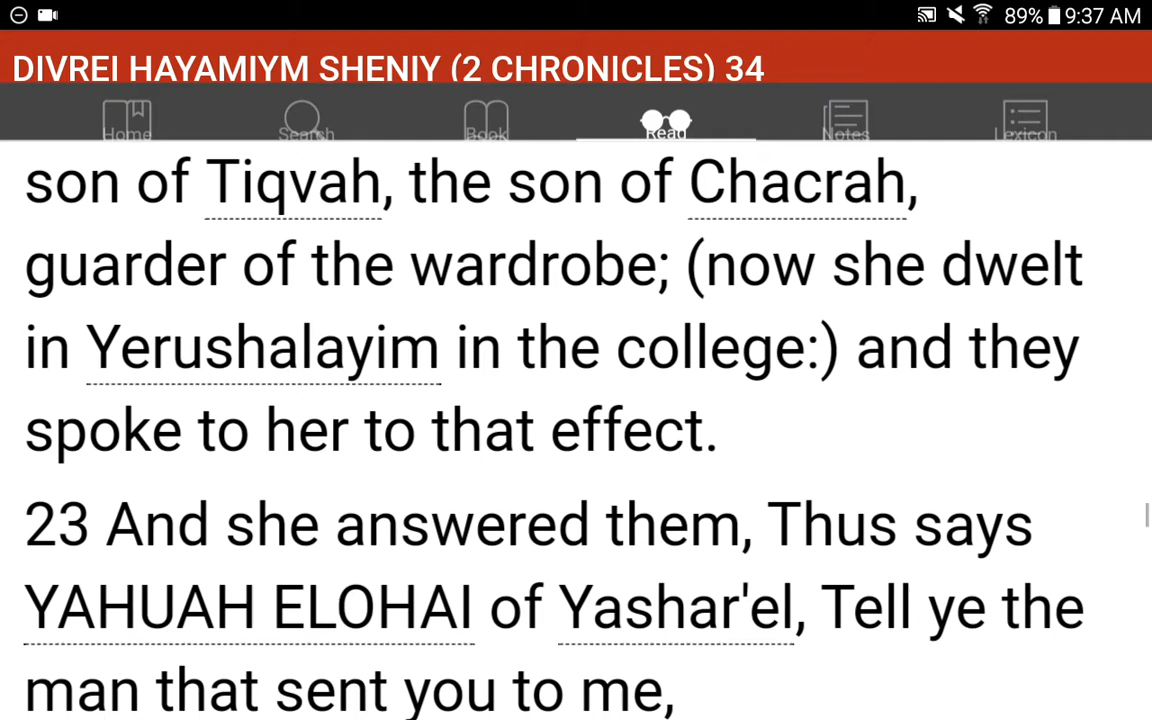 89% 9:37 AM
DIVREI HAYAMIYM SHENIY (2 CHRONICLES) 34
Home Search Book Read Notes Lexicon
son of Tiqvah, the son of Chacrah,
guarder of the wardrobe; (now she dwelt
in Yerushalayim in the college:) and they
spoke to her to that effect.
23 And she answered them, Thus says
YAHUAH ELOHAI of Yashar'el, Tell ye the
man that sent you to me,